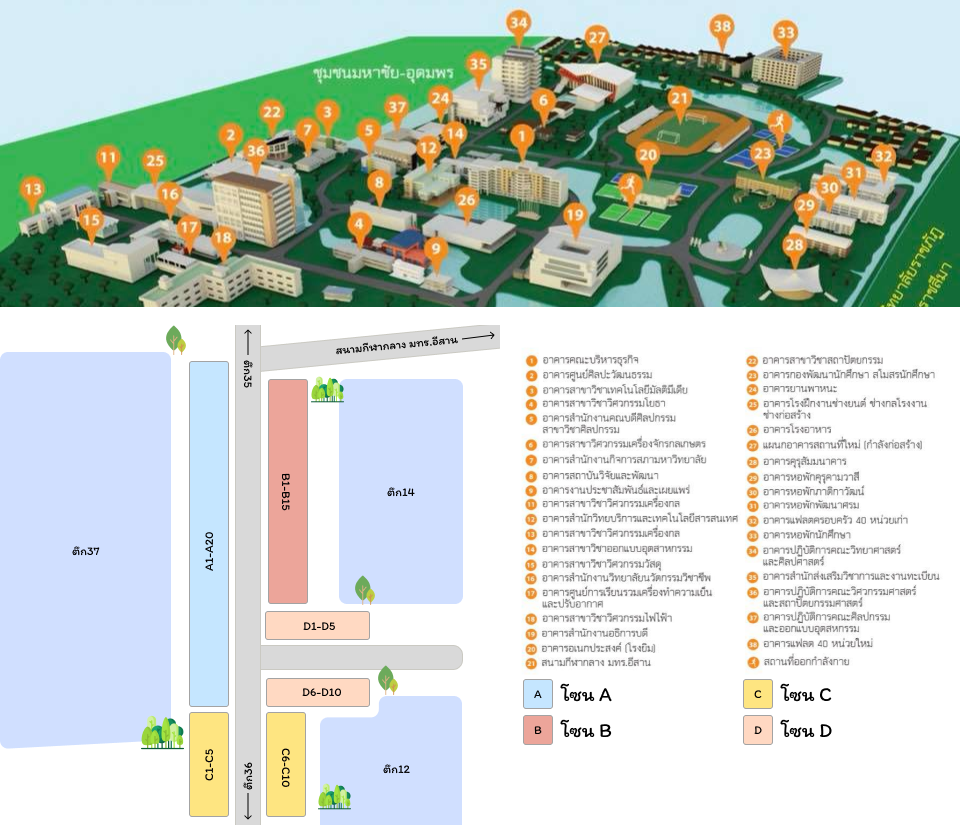 34
38
33
27
ชุมชนมหาชัย-อุดมพร
35
37
24
6
21
22
3
7
5
14
1
2
36
12
20
23
32
31
11
25
8
30
13
16
26
29
15
17
18
4
19
9
28
วิทยาลัยราชภัฏ
ราชสีมา
ตึก35
สนามกีฬากลาง มทร.อีสาน
A1-A20
B1-B15
ตึก14
ตึก37
D1-D5
D6-D10
C1-C5
ตึก36
C6-C10
ตึก12
1 อาคารคณะบริหารธุรกิจ
2 อาคารศูนย์ศิลปะวัฒนธรรม
3 อาคารสาขาวิชาเทคโนโลยีมัลติมีเดีย
4 อาคารสาขาวิชาวิศวกรรมโยธา
5 อาคารสำนักงานคณบดีศิลปกรรม
สาขาวิชาศิลปกรรม
6 อาคารสาขาวิศวกรรมเครื่องจักรกลเกษตร
7 อาคารสำนักงานกิจการสภามหาวิทยาลัย
8 อาคารสถาบันวิจัยและพัฒนา
9 อาคารงานประชาสัมพันธ์และเผยแพร่
11 อาคารสาขาวิชาวิศวกรรมเครื่องกล
12 อาคารสำนักวิทยบริการและเทคโนโลยีสารสนเทศ
13 อาคารสาขาวิชาวิศวกรรมเครื่องกล
14 อาคารสาขาวิชาออกแบบอุตสาหกรรม
15 อาคารสาขาวิชาวิศวกรรมวัสดุ
16 อาคารสำนักงานวิทยาลัยนวัตกรรมวิชาชีพ
17 อาคารศูนย์การเรียนรวมเครื่องทำความเย็น
และปรับอากาศ
18 อาคารสาขาวิชาวิศวกรรมไฟฟ้า
19 อาคารสำนักงานอธิการบดี
20 อาคารอเนกประสงค์ (โรงยิม)
21 สนามกีฬากลาง มทร.อีสาน
22 อาคารสาขาวิชาสถาปัตยกรรม
23 อาคารกองพัฒนานักศึกษา สโมสรนักศึกษา
24 อาคารยานพาหนะ
25 อาคารโรงฝึกงานช่างยนต์ ช่างกลโรงงาน
ช่างก่อสร้าง
26 อาคารโรงอาหาร
27 แผนกอาคารสถานที่ใหม่ (กำลังก่อสร้าง)
28 อาคารคุรุสัมมนาคาร
29 อาคารหอพักคุรุคามวาสี
30 อาคารหอพักภาติกาวัฒน์
31 อาคารหอพักพัฒนาศรม
32 อาคารแฟลตครอบครัว 40 หน่วยเก่า
33 อาคารหอพักนักศึกษา
34 อาคารปฏิบัติการคณะวิทยาศาสตร์
และศิลปศาสตร์
35 อาคารสำนักส่งเสริมวิชาการและงานทะเบียน
36 อาคารปฏิบัติการคณะวิศวกรรมศาสตร์
และสถาปัตยกรรมศาสตร์
37 อาคารปฏิบัติการคณะศิลปกรรม
และออกแบบอุตสหกรรม
38 อาคารแฟลต 40 หน่วยใหม่
สถานที่ออกกำลังกาย
A โซน A
B โซน B
C โซน C
D โซน D